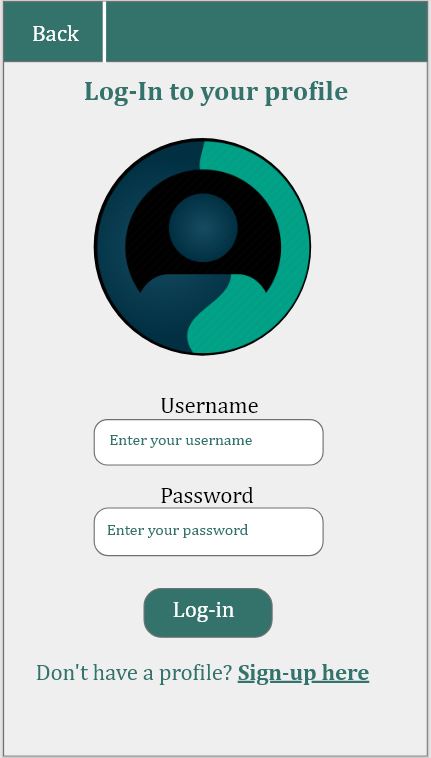 Back
Log-In to your profile
Username
Enter your username
Password
Enter your password
Log-in
Don't have a profile? Sign-up here